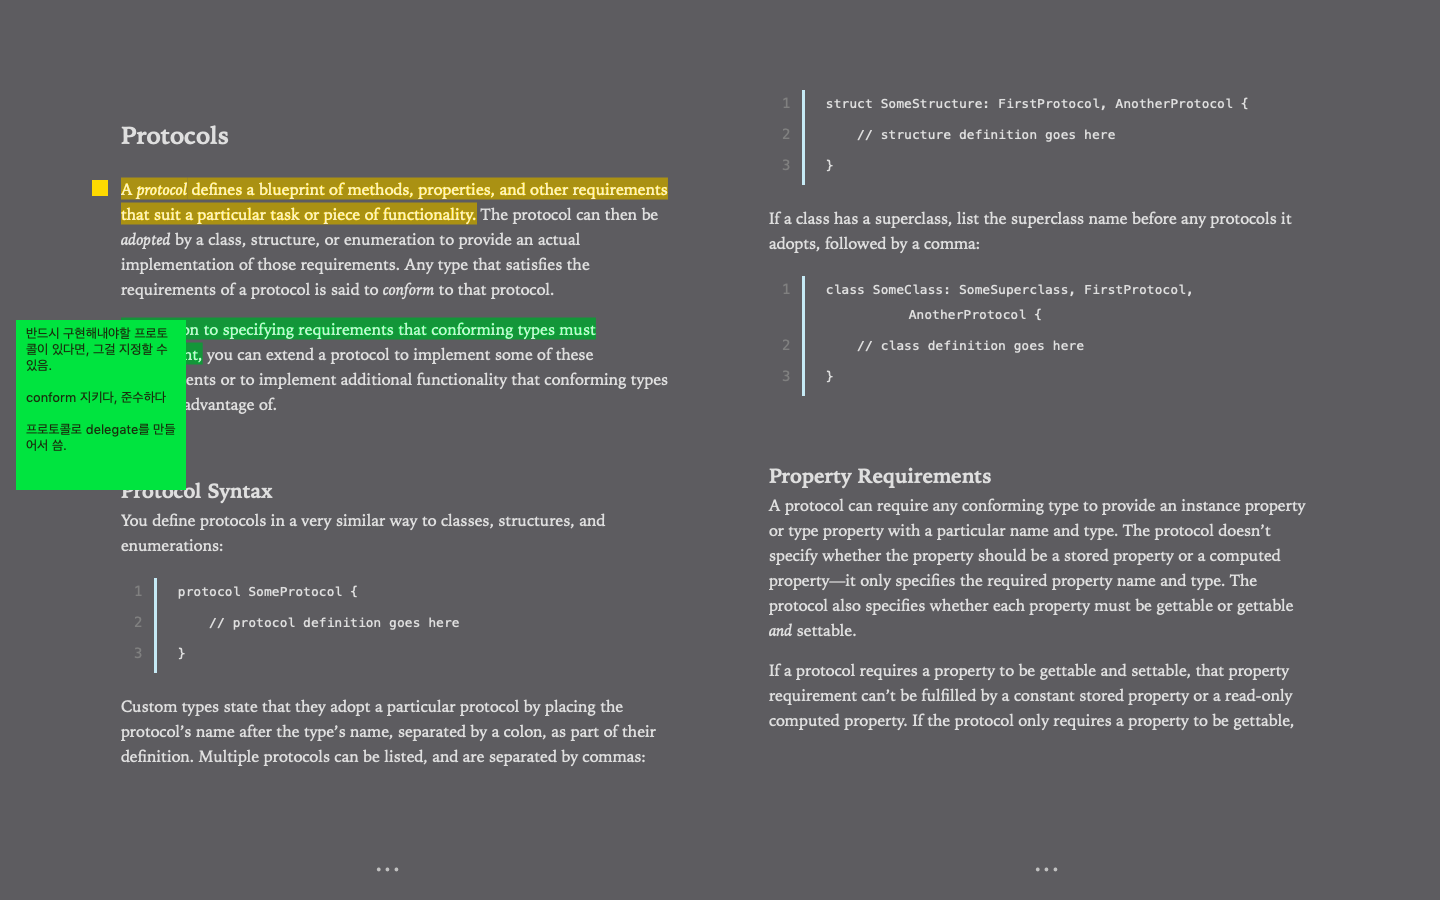 Protocols
A protocol defines a blueprint of methods, properties, and other requirements
that suit a particular task or piece of functionality. The protocol can then be
adopted by a class, structure, or enumeration to provide an actual
implementation of those requirements. Any type that satisfies the
requirements of a protocol is said to conform to that protocol.
반드시 구현해내야할 프로토
콜이 있다면, 그걸 지정할 수
있음.
conform 지키다, 준수하다
프로토콜로 delegate를 만들
어서 씀.
to specifying requirements that conforming types must
you can extend a protocol to implement some of these
or to implement additional functionality that conforming types
advantage of.
Protocol Syntax
You define protocols in a very similar way to classes, structures, and
enumerations:
1 protocol SomeProtocol {
2 // protocol definition goes here
3 }
Custom types state that they adopt a particular protocol by placing the
protocol’s name after the type’s name, separated by a colon, as part of their
definition. Multiple protocols can be listed, and are separated by commas:
1 struct SomeStructure: FirstProtocol, AnotherProtocol {
2 // structure definition goes here
3 }
If a class has a superclass, list the superclass name before any protocols it
adopts, followed by a comma:
1 class SomeClass: SomeSuperclass, FirstProtocol,
AnotherProtocol {
2 // class definition goes here
3 }
Property Requirements
A protocol can require any conforming type to provide an instance property
or type property with a particular name and type. The protocol doesn’t
specify whether the property should be a stored property or a computed
property—it only specifies the required property name and type. The
protocol also specifies whether each property must be gettable or gettable
and settable.
If a protocol requires a property to be gettable and settable, that property
requirement can’t be fulfilled by a constant stored property or a read-only
computed property. If the protocol only requires a property to be gettable,